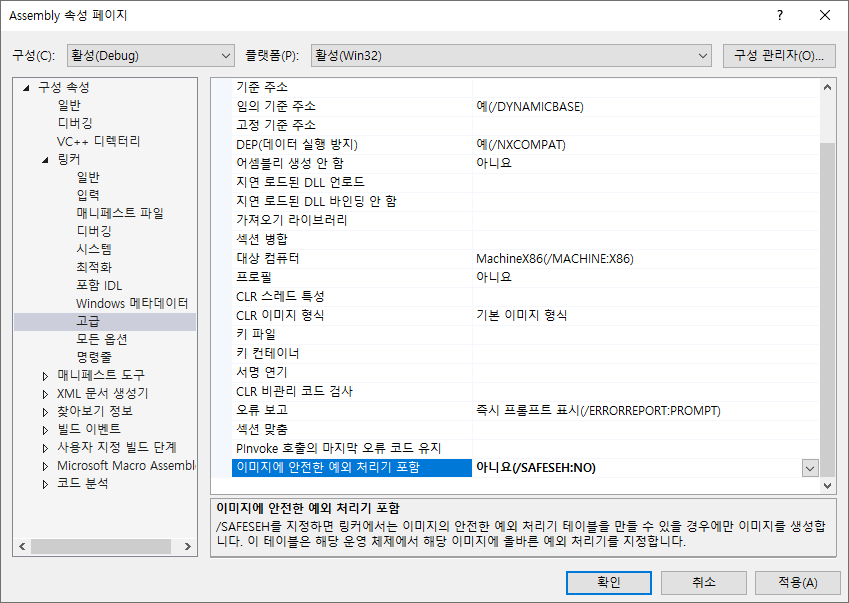 Assembly 속성 페이지
?
구성(C): 활성(Debug) 플랫폼(P): 활성(Win32) 구성 관리자(O)...
구성 속성
일반
디버깅
VC++ 디렉터리
링커
일반
입력
매니페스트 파일
디버깅
시스템
최적화
포함 IDL
Windows 메타데이터
고급
모든 옵션
명령줄
매니페스트 도구
XML 문서 생성기
찾아보기 정보
빌드 이벤트
사용자 지정 빌드 단계
Microsoft Macro Assembl
코드 분석
기준 주소
임의 기준 주소 예(/DYNAMICBASE)
고정 기준 주소
DEP(데이터 실행 방지) 예(/NXCOMPAT)
어셈블리 생성 안 함 아니요
지연 로드된 DLL 언로드
지연 로드된 DLL 바인딩 안 함
가져오기 라이브러리
섹션 병합
대상 컴퓨터 MachineX86(/MACHINE:X86)
프로필 아니요
CLR 스레드 특성
CLR 이미지 형식 기본 이미지 형식
키 파일
키 컨테이너
서명 연기
CLR 비관리 코드 검사
오류 보고 즉시 프롬프트 표시(/ERRORREPORT:PROMPT)
섹션 맞춤
PInvoke 호출의 마지막 오류 코드 유지
이미지에 안전한 예외 처리기 포함 아니요(/SAFESEH:NO)
이미지에 안전한 예외 처리기 포함
/SAFESEH를 지정하면 링커에서는 이미지의 안전한 예외 처리기 테이블을 만들 수 있을 경우에만 이미지를 생성합
니다. 이 테이블은 해당 운영 체제에서 해당 이미지에 올바른 예외 처리기를 지정합니다.
확인 취소 적용(A)